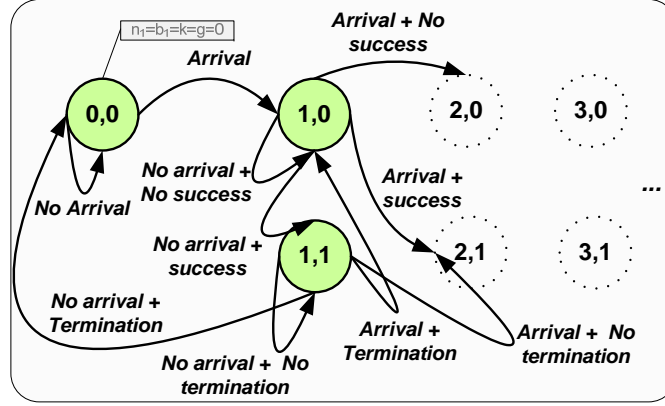 n₁=b₁=k=g=0
Arrival
Arrival + No
success
0,0
1,0
2,0
3,0
No Arrival
No arrival +
No success
Arrival +
success
...
No arrival +
success
1,1
2,1
3,1
No arrival +
Termination
Arrival +
Termination
Arrival + No
termination
No arrival + No
termination